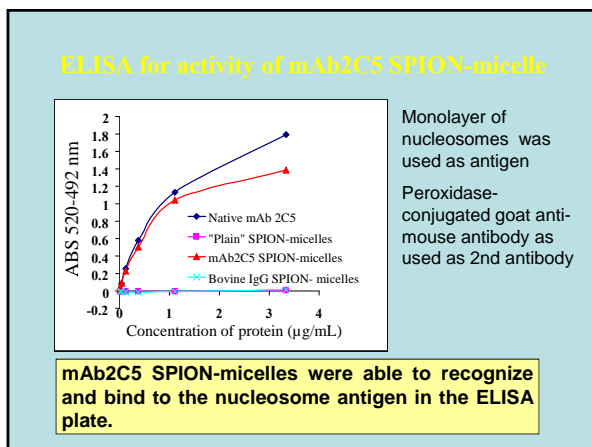 ELISA for activity of mAb2C5 SPION-micelle
2
1.8
1.6
1.4
1.2
1
0.8
0.6
0.4
0.2
0
-0.2
ABS 520-492 nm
Native mAb 2C5
"Plain" SPION-micelles
mAb2C5 SPION-micelles
Bovine IgG SPION- micelles
0 1 2 3 4
Concentration of protein (µg/mL)
Monolayer of
nucleosomes was
used as antigen
Peroxidase-
conjugated goat anti-
mouse antibody as
used as 2nd antibody
mAb2C5 SPION-micelles were able to recognize
and bind to the nucleosome antigen in the ELISA
plate.